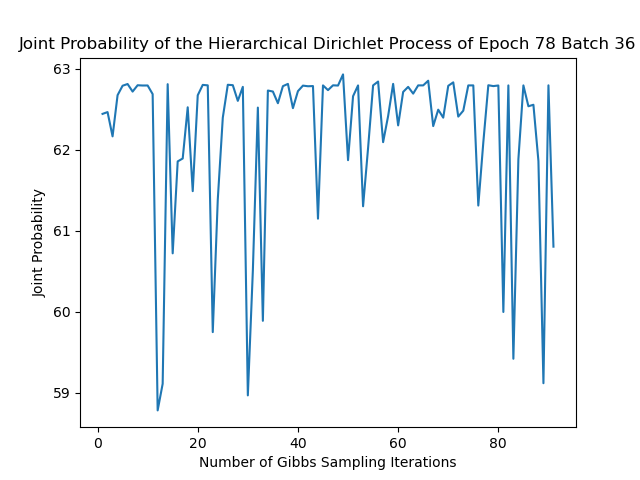 Joint Probability of the Hierarchical Dirichlet Process of Epoch 78 Batch 36
63
62
61
60
59
Joint Probability
0 20 40 60 80
Number of Gibbs Sampling Iterations